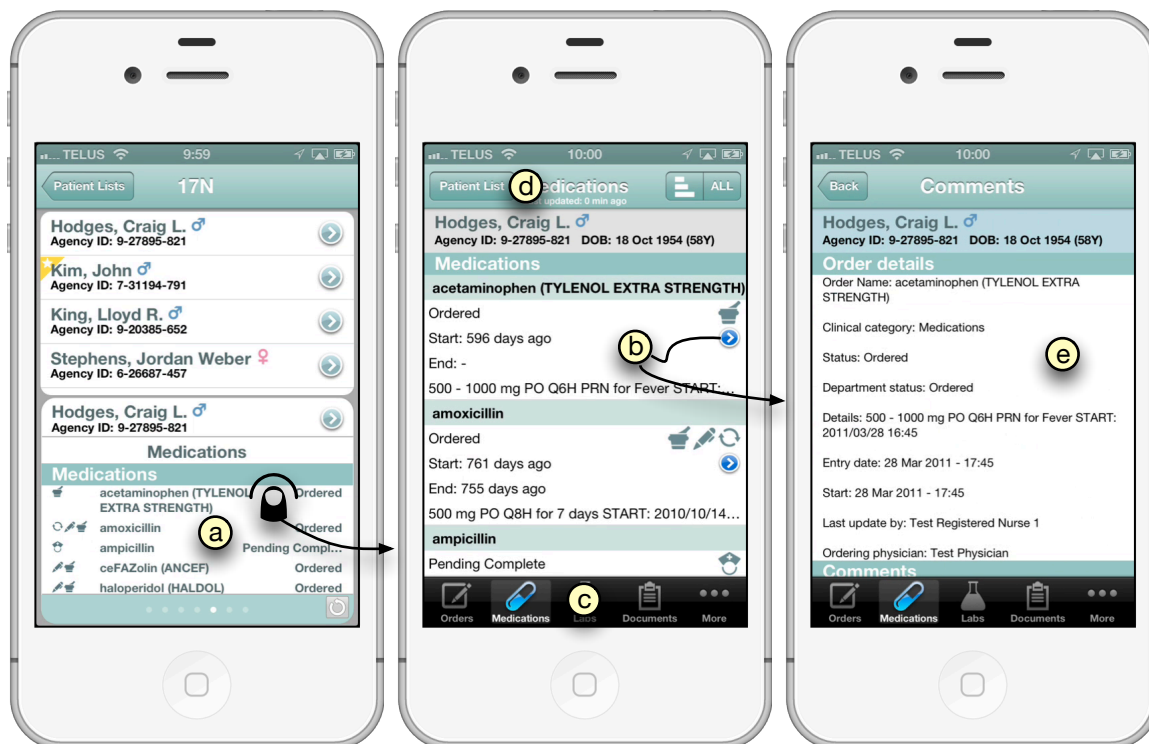 TELUS 9:59
Patient Lists 17N
Hodges, Craig L. ♂
Agency ID: 9-27895-821
Kim, John ♂
Agency ID: 7-31194-791
King, Lloyd R. ♂
Agency ID: 9-20385-652
Stephens, Jordan Weber ♀
Agency ID: 6-26687-457
Hodges, Craig L. ♂
Agency ID: 9-27895-821
Medications
Medications
acetaminophen (TYLENOL Ordered
EXTRA STRENGTH)
a
amoxicillin Ordered
ampicillin Pending Compl...
ceFAZolin (ANCEF) Ordered
haloperidol (HALDOL) Ordered
TELUS 10:00
Patient List d Medications ALL
updated: 0 min ago
Hodges, Craig L. ♂
Agency ID: 9-27895-821 DOB: 18 Oct 1954 (58Y)
Medications
acetaminophen (TYLENOL EXTRA STRENGTH)
Ordered
Start: 596 days ago
b
End: -
500 - 1000 mg PO Q6H PRN for Fever START:...
amoxicillin
Ordered
Start: 761 days ago
End: 755 days ago
500 mg PO Q8H for 7 days START: 2010/10/14...
ampicillin
Pending Complete
c
Orders Medications Labs Documents More
TELUS 10:00
Back Comments
Hodges, Craig L. ♂
Agency ID: 9-27895-821 DOB: 18 Oct 1954 (58Y)
Order details
Order Name: acetaminophen (TYLENOL EXTRA
STRENGTH)
Clinical category: Medications
e
Status: Ordered
Department status: Ordered
Details: 500 - 1000 mg PO Q6H PRN for Fever START:
2011/03/28 16:45
Entry date: 28 Mar 2011 - 17:45
Start: 28 Mar 2011 - 17:45
Last update by: Test Registered Nurse 1
Ordering physician: Test Physician
Comments
Orders Medications Labs Documents More